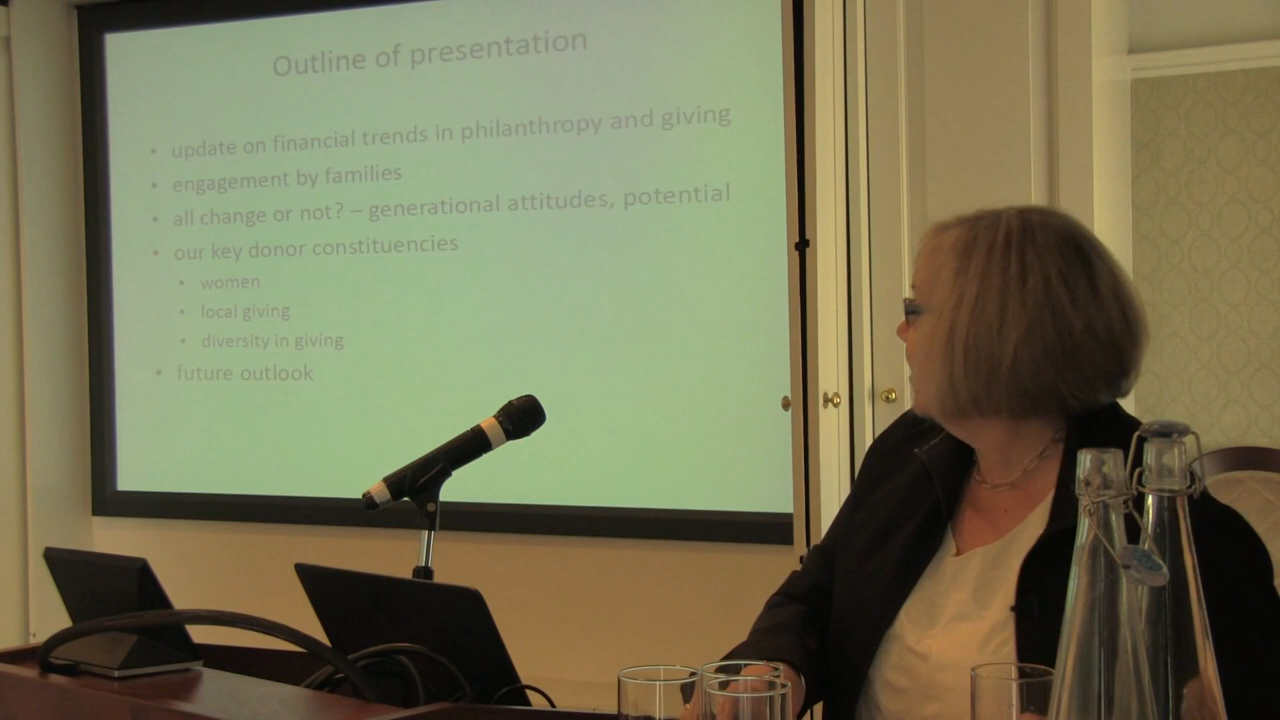 Outline of presentation
• update on financial trends in philanthropy and giving
• engagement by families
• all change or not? – generational attitudes, potential
• our key donor constituencies
• women
• local giving
• diversity in giving
• future outlook